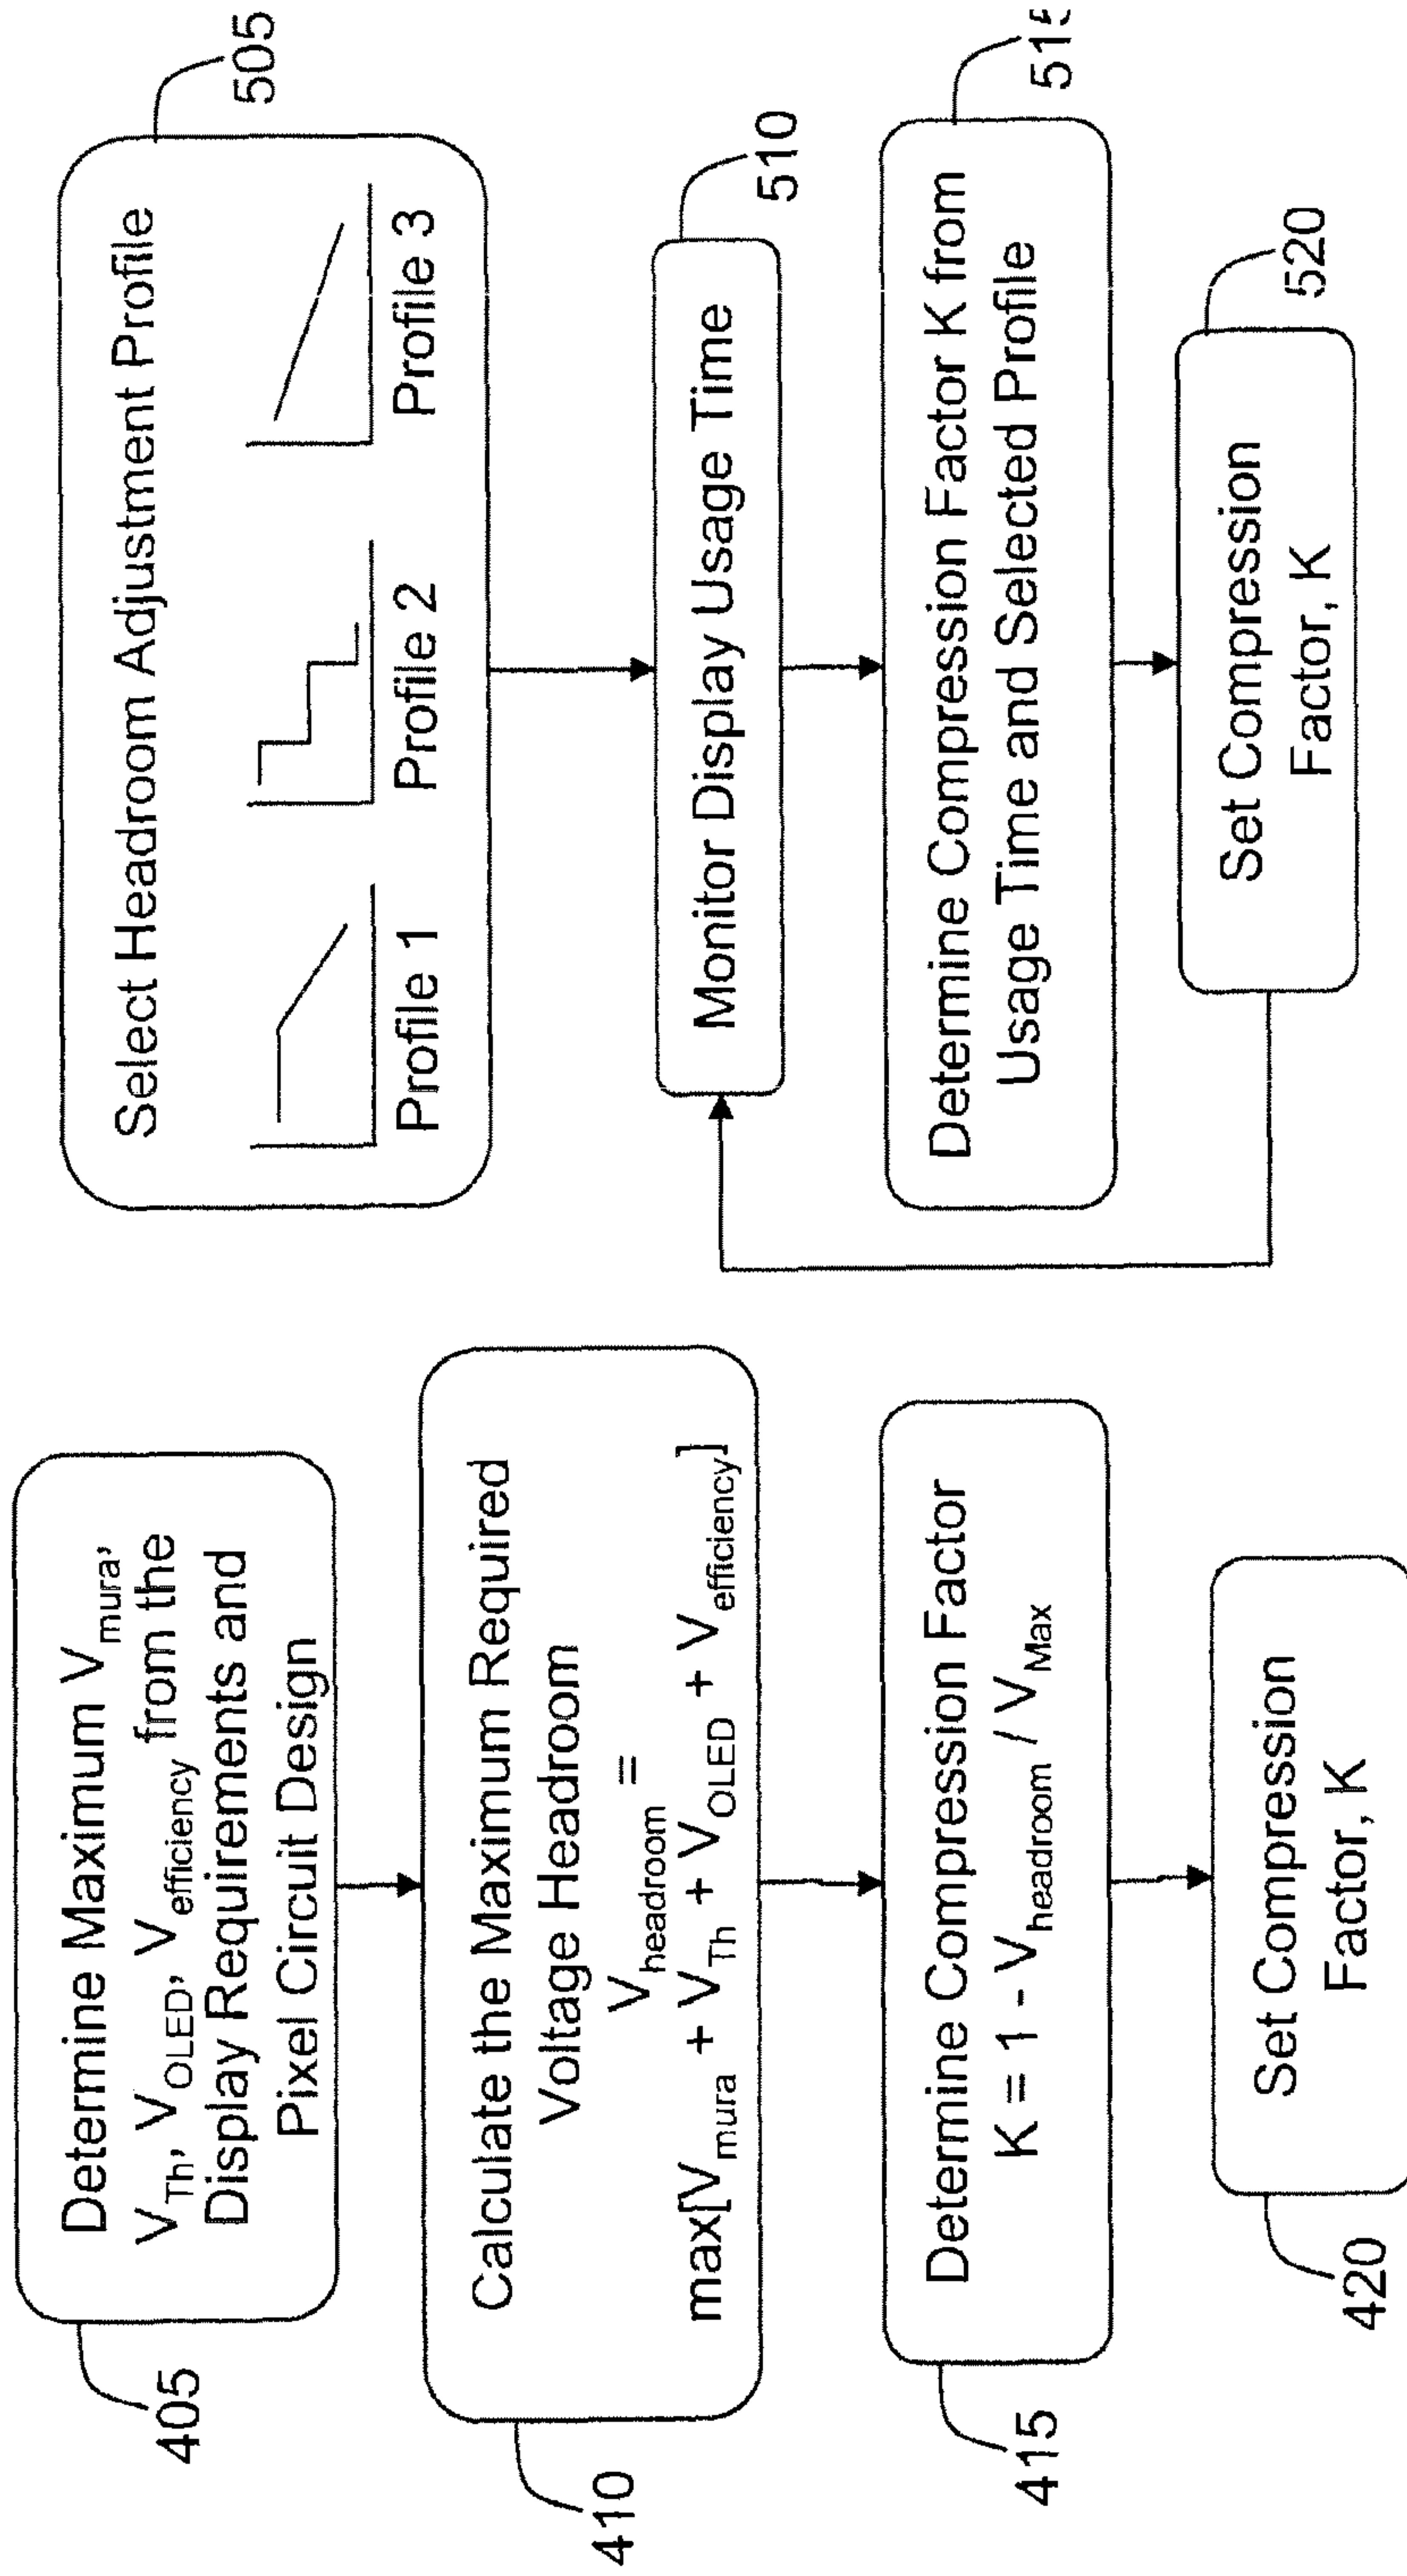 Determine Maximum Vmura,
VTh, VOLED, Vefficiency from the
Display Requirements and
Pixel Circuit Design
405
Calculate the Maximum Required
Voltage Headroom
Vheadroom =
max[Vmura + VTh + VOLED + Vefficiency]
410
Determine Compression Factor
K = 1 - Vheadroom / VMax
415
Set Compression
Factor, K
420
Select Headroom Adjustment Profile
Profile 1
Profile 2
Profile 3
505
Monitor Display Usage Time
510
Determine Compression Factor K from
Usage Time and Selected Profile
515
Set Compression
Factor, K
520